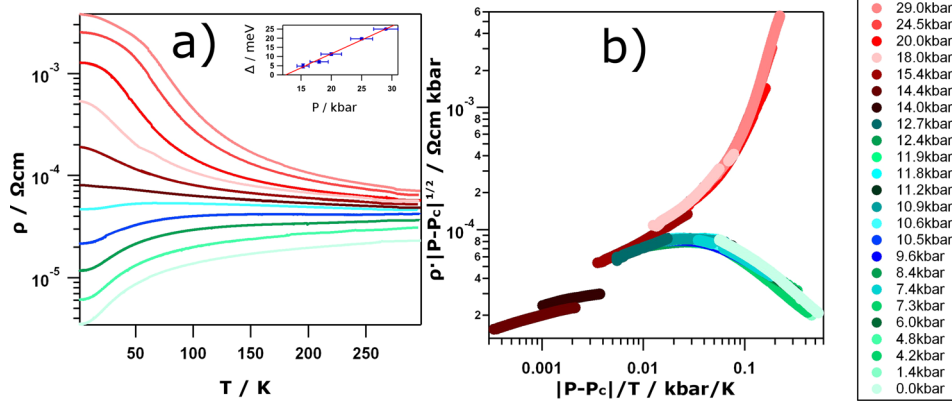 a)
ρ / Ωcm
10⁻³
10⁻⁴
10⁻⁵
50
100
150
200
250
T / K
Δ / meV
25
20
15
10
5
0
15
20
25
30
P / kbar
b)
ρ·|P-Pc|¹ᐟ² / Ωcm kbar
6
4
2
10⁻³
8
6
4
2
10⁻⁴
8
6
4
2
0.001
0.01
0.1
|P-Pc|/T / kbar/K
29.0kbar
24.5kbar
20.0kbar
18.0kbar
15.4kbar
14.4kbar
14.0kbar
12.7kbar
12.4kbar
11.9kbar
11.8kbar
11.2kbar
10.9kbar
10.6kbar
10.5kbar
9.6kbar
8.4kbar
7.4kbar
7.3kbar
6.0kbar
4.8kbar
4.2kbar
1.4kbar
0.0kbar